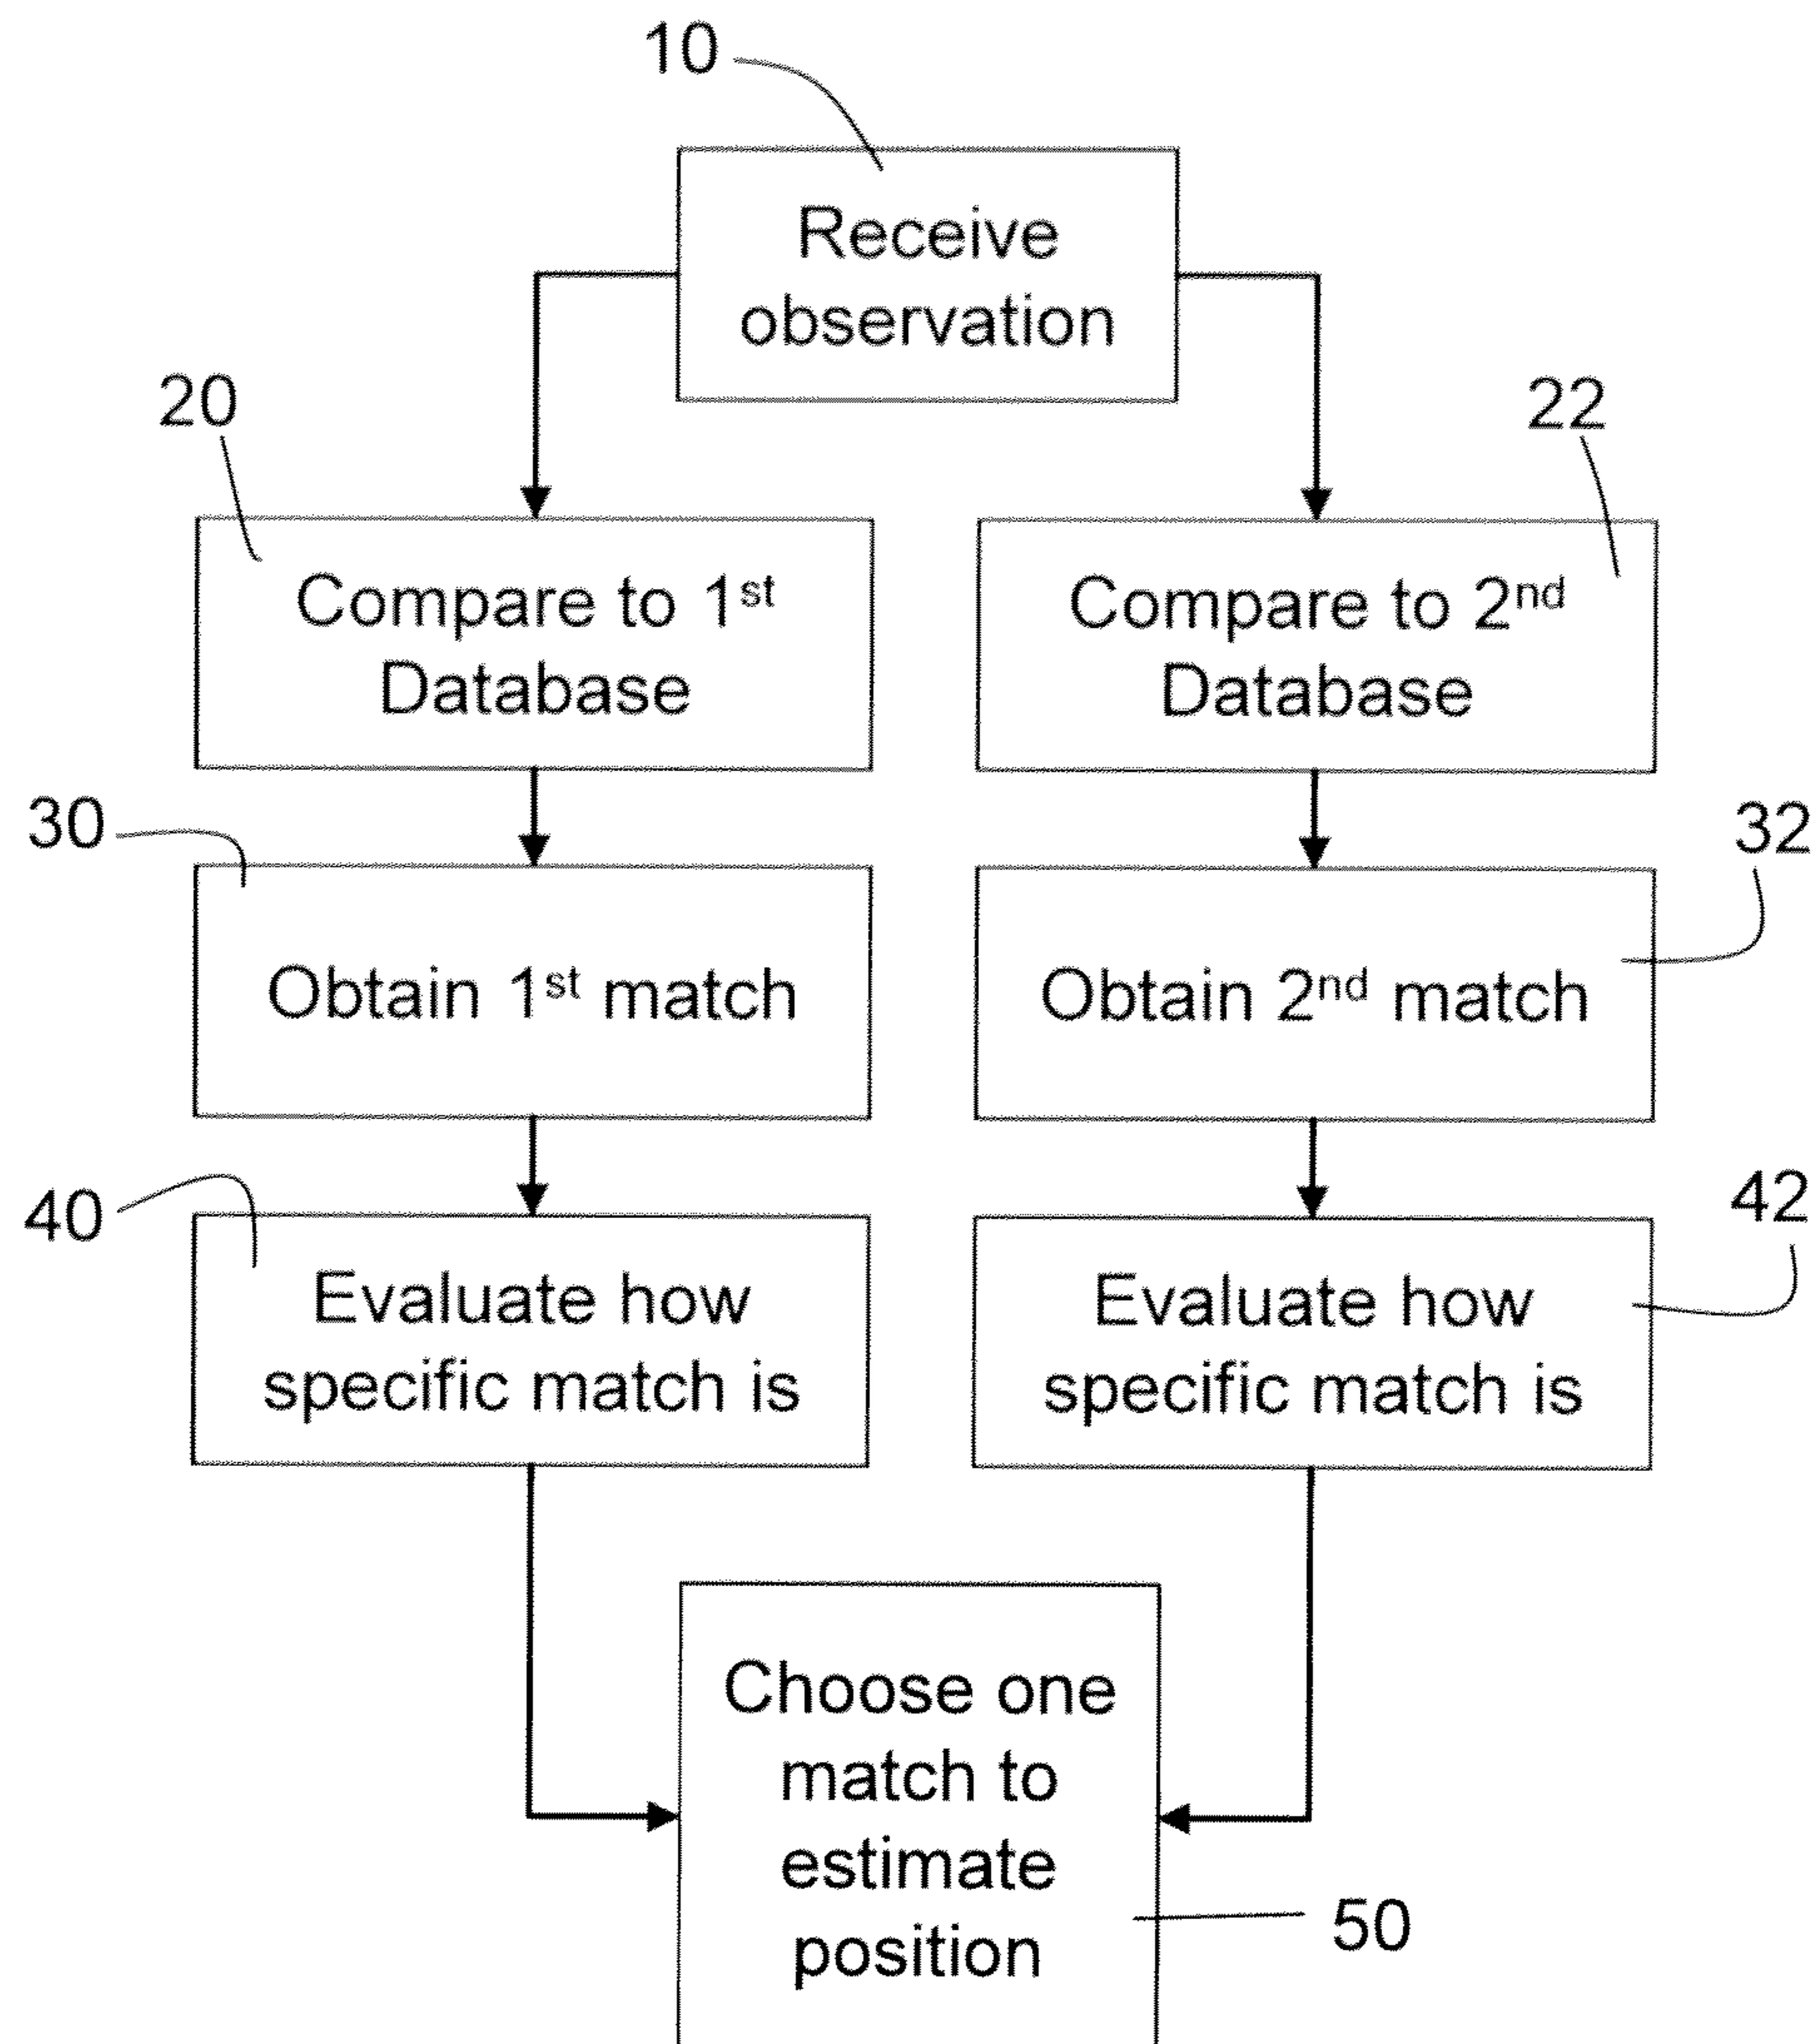 10
Receive
observation
20
22
Compare to 1st
Database
Compare to 2nd
Database
30
32
Obtain 1st match
Obtain 2nd match
40
42
Evaluate how
specific match is
Evaluate how
specific match is
Choose one
match to
estimate
position
50